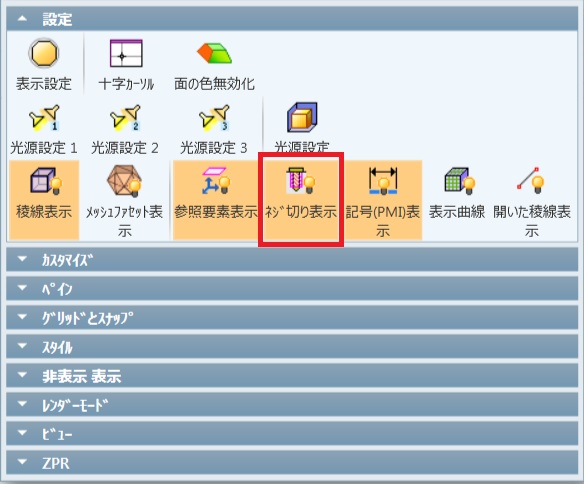 設定
表示設定
十字ｶｰｿﾙ
面の色無効化
光源設定 1
光源設定 2
光源設定 3
光源設定
稜線表示
ﾒｯｼｭﾌｧｾｯﾄ表
示
参照要素表示
ﾈｼﾞ切り表示
記号(PMI)表
示
表示曲線
開いた稜線表
示
ｶｽﾀﾏｲｽﾞ
ﾍﾟｲﾝ
ｸﾞﾘｯﾄﾞとｽﾅｯﾌﾟ
ｽﾀｲﾙ
非表示 表示
ﾚﾝﾀﾞｰﾓｰﾄﾞ
ﾋﾞｭｰ
ZPR